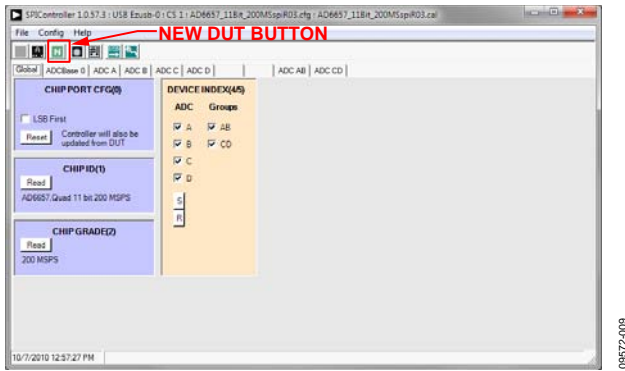 SPIController 1.0.57.3 : USB Ezusb-0 : CS 1 : AD6657_11Bit_200MSspiR03.cfg : AD6657_11Bit_200MSspiR03.cal
File Config Help
NEW DUT BUTTON
Global ADCBase 0 ADC A ADC B ADC C ADC D ADC AB ADC CD
CHIP PORT CFG(0)
LSB First
Reset Controller will also be
updated from DUT
CHIP ID(1)
Read
AD6657,Quad 11 bit 200 MSPS
CHIP GRADE(2)
Read
200 MSPS
DEVICE INDEX(4/5)
ADC Groups
A AB
B CD
C
D
S
R
10/7/2010 12:57:27 PM
09572-009